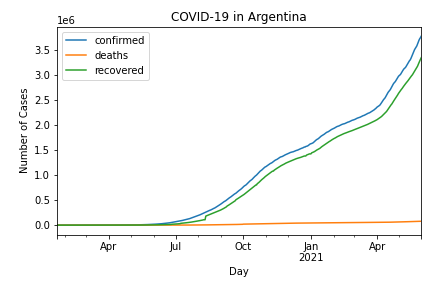 COVID-19 in Argentina
1e6
confirmed
deaths
recovered
Number of Cases
3.5
3.0
2.5
2.0
1.5
1.0
0.5
0.0
Apr Jul Oct Jan Apr
2021
Day